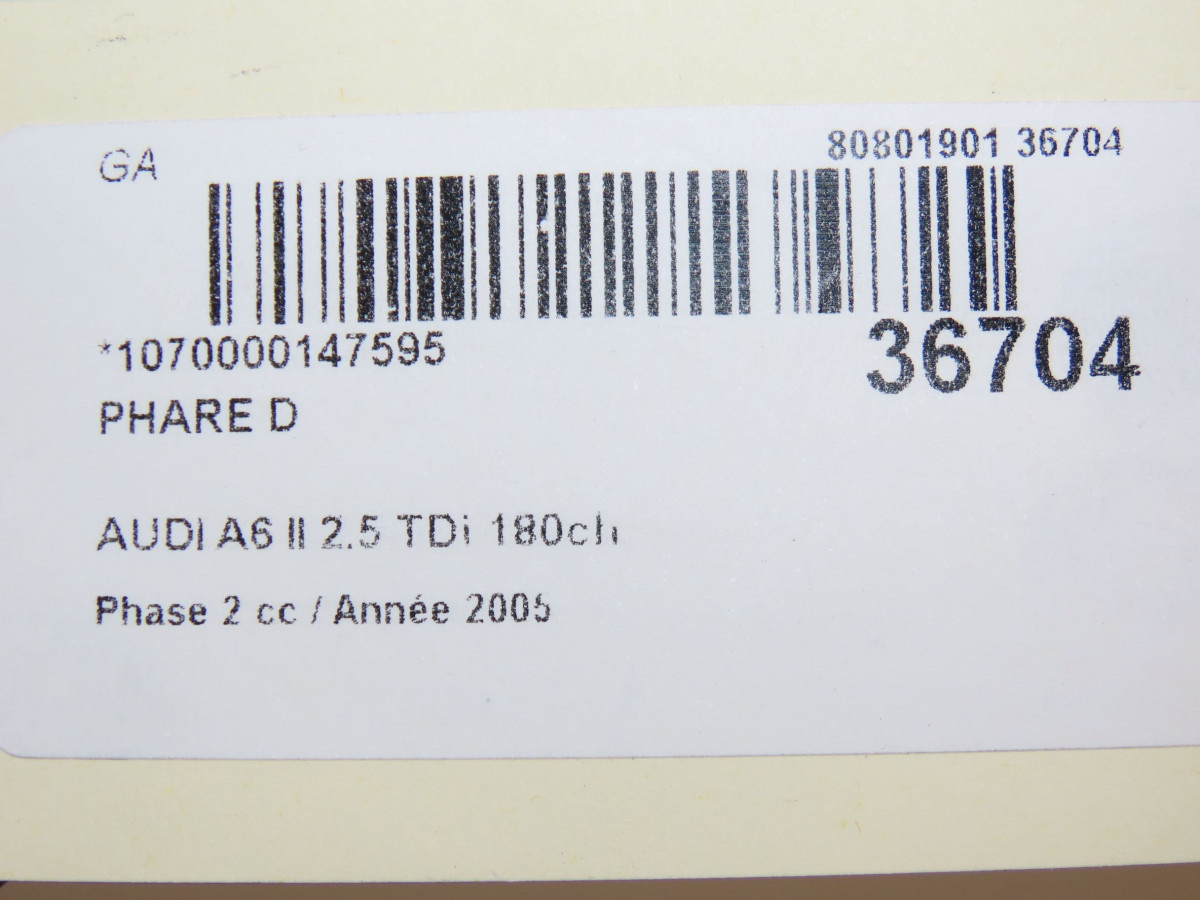 GA
80801901 36704
*1070000147595
36704
PHARE D
AUDI A6 II 2.5 TDi 180ch
Phase 2 cc / Année 2005